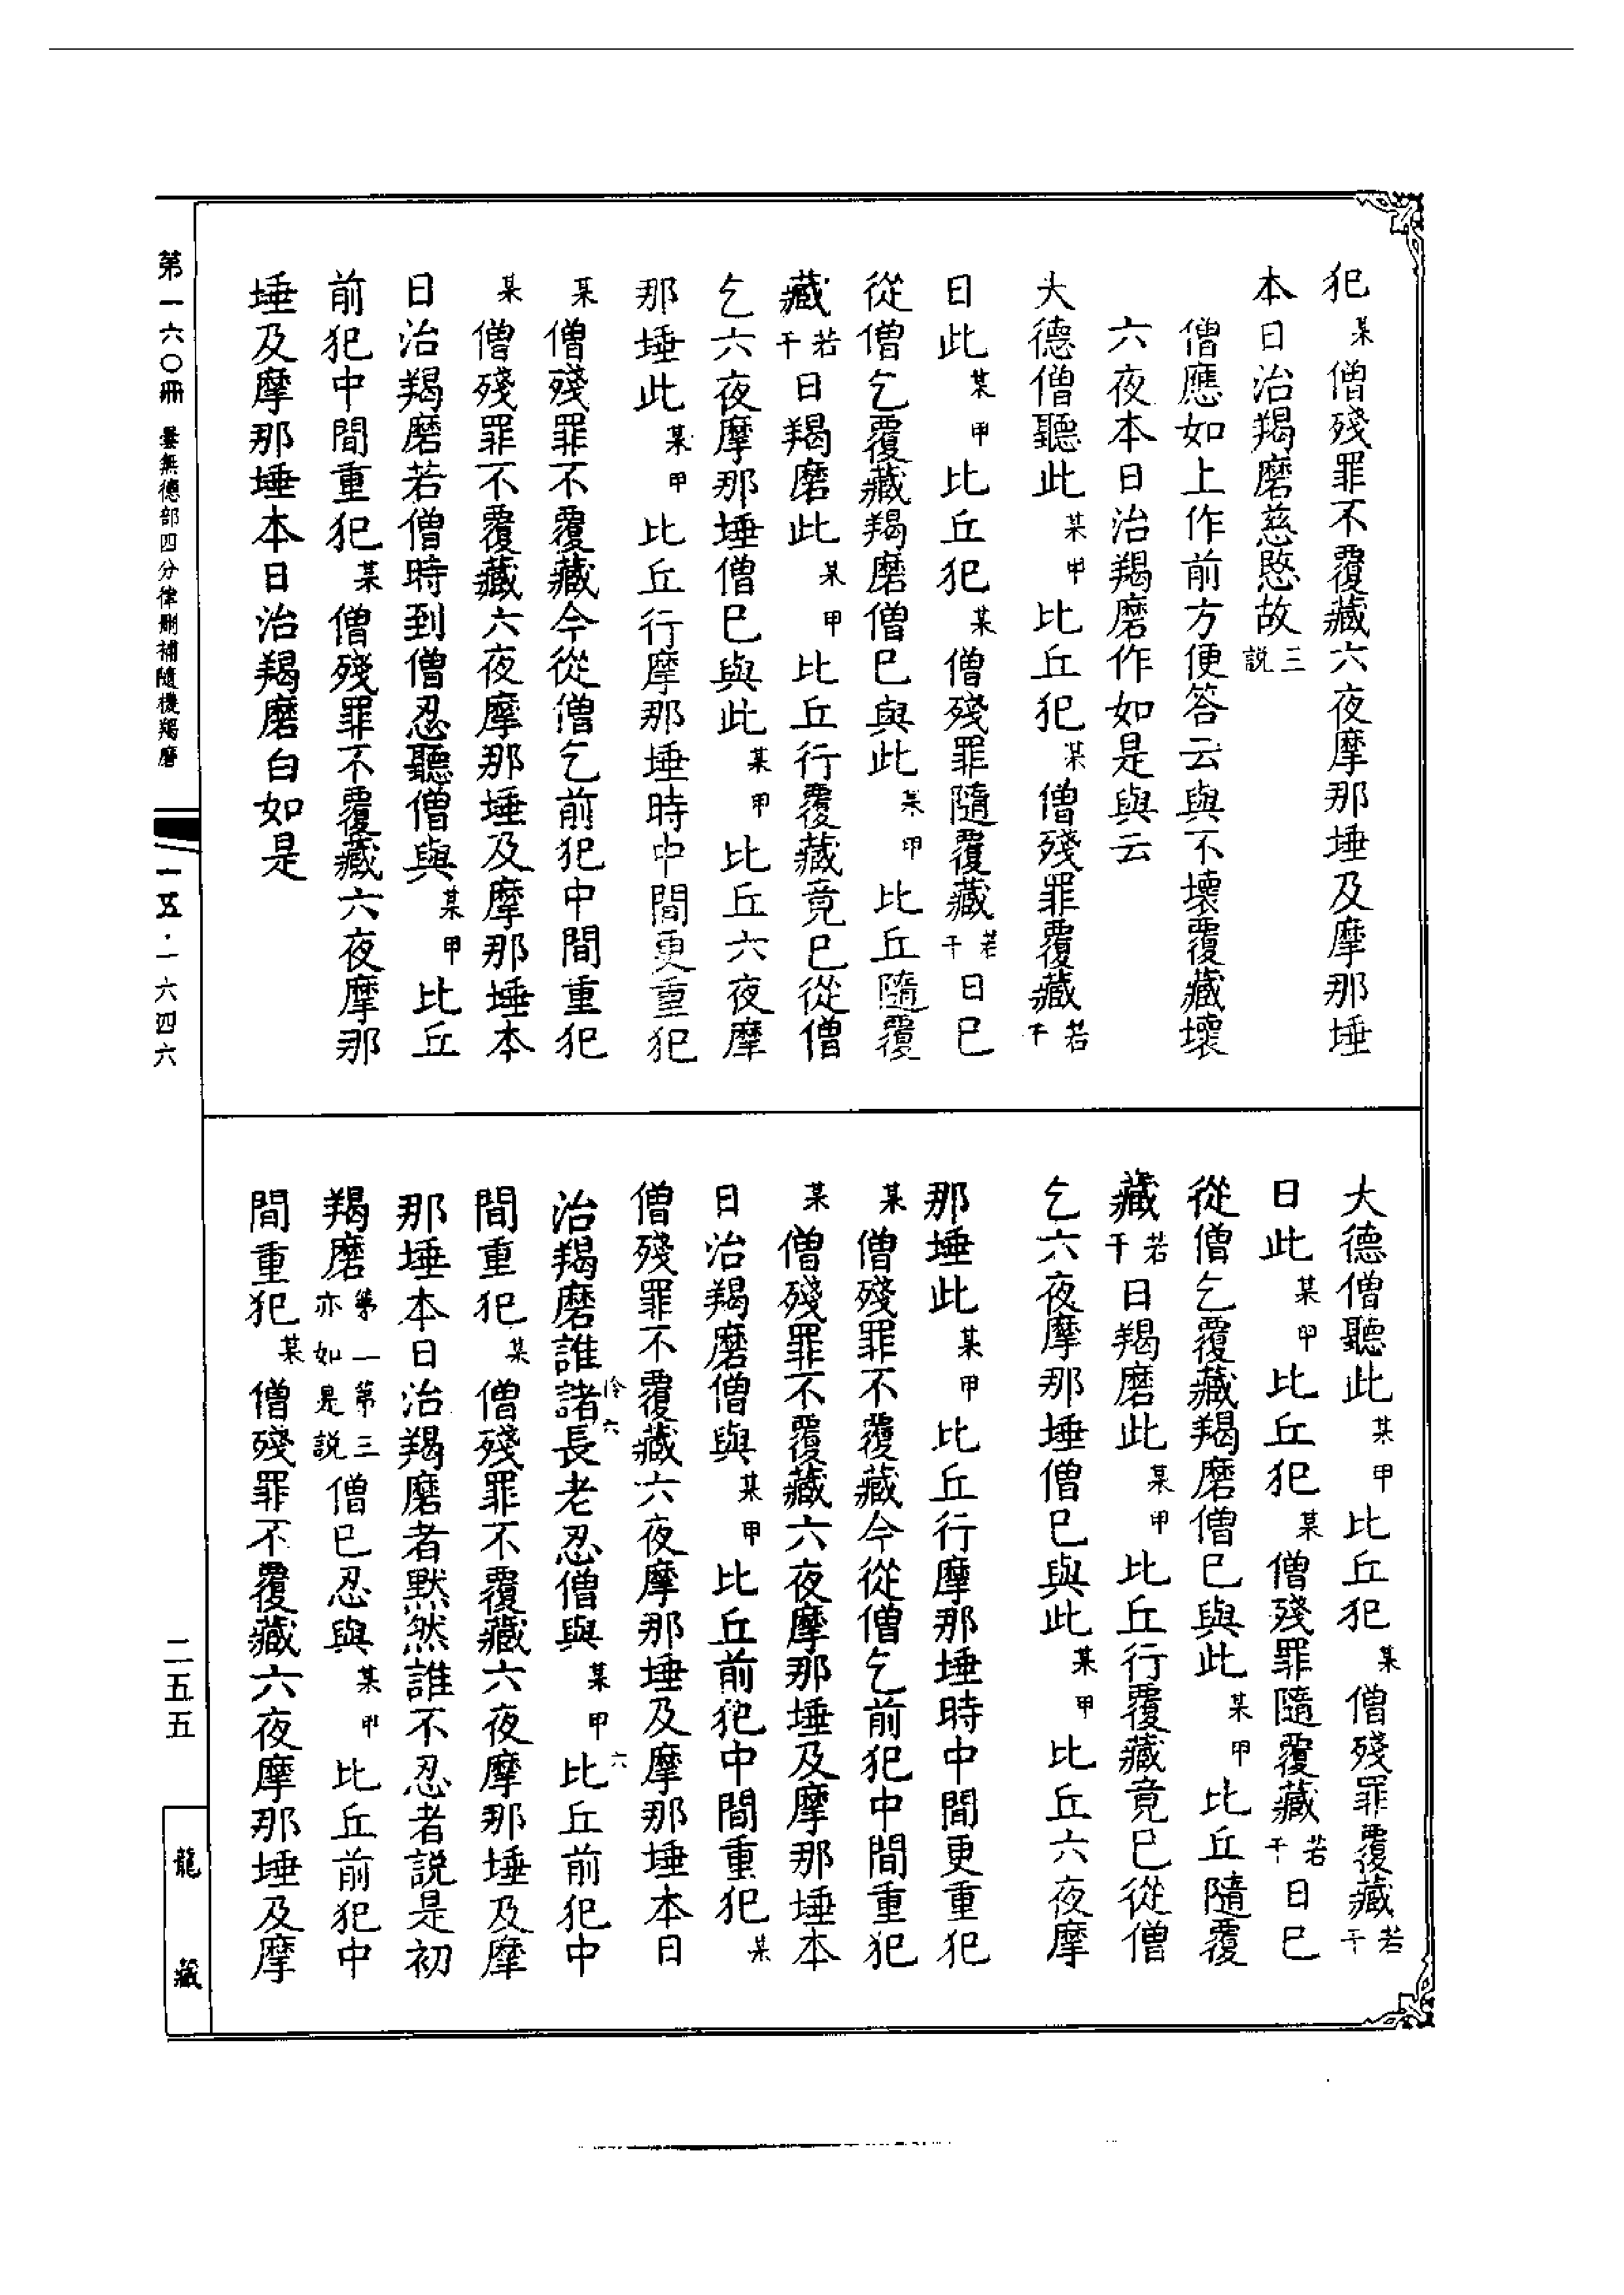 犯某僧殘罪不覆藏六夜摩那埵及摩那埵
本日治羯磨慈愍故三說
僧應如上作前方便答云與不壞覆藏壞
六夜本日治羯磨作如是與云
大德僧聽此某甲比丘犯某僧殘罪覆藏若干
日此某甲比丘犯某僧殘罪隨覆藏若干日巳
從僧乞覆藏羯磨僧巳與此某甲比丘隨覆
藏若干日羯磨此某甲比丘行覆藏竟巳從僧
乞六夜摩那埵僧巳與此某甲比丘六夜摩
那埵此某甲比丘行摩那埵時中間更重犯
某僧殘罪不覆藏今從僧乞前犯中間重犯
某僧殘罪不覆藏六夜摩那埵及摩那埵本
日治羯磨若僧時到僧忍聽僧與某甲比丘
前犯中間重犯某僧殘罪不覆藏六夜摩那
埵及摩那埵本日治羯磨白如是
大德僧聽此某甲比丘犯某僧殘罪覆藏若干
日此某甲比丘犯某僧殘罪隨覆藏若干日巳
從僧乞覆藏羯磨僧巳與此某甲比丘隨覆
藏若干日羯磨此某甲比丘行覆藏竟巳從僧
乞六夜摩那埵僧巳與此某甲比丘六夜摩
那埵此某甲比丘行摩那埵時中間更重犯
某僧殘罪不覆藏今從僧乞前犯中間重犯
某僧殘罪不覆藏六夜摩那埵及摩那埵本
日治羯磨僧與某甲比丘前犯中間重犯某
僧殘罪不覆藏六夜摩那埵及摩那埵本日
治羯磨誰諸長老忍僧與某甲比丘前犯中
間重犯某僧殘罪不覆藏六夜摩那埵及摩
那埵本日治羯磨者默然誰不忍者説是初
羯磨第一第三亦如是説僧巳忍與某甲比丘前犯中
間重犯某僧殘罪不覆藏六夜摩那埵及摩
第一六〇冊 曇無德部四分律刪補隨機羯磨
一五·一六四六
二五五
龍藏